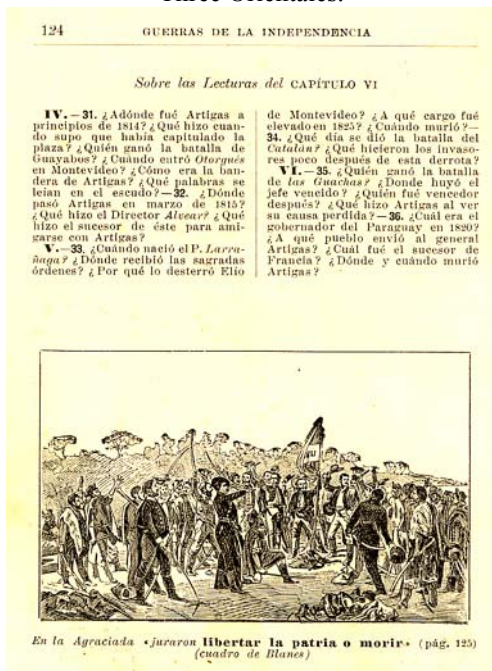 Three Orientales.
124 GUERRAS DE LA INDEPENDENCIA
Sobre las Lecturas del CAPÍTULO VI
IV.—31. ¿Adónde fué Artigas a
principios de 1814? ¿Qué hizo cuan-
do supo que había capitulado la
plaza? ¿Quién ganó la batalla de
Guayabos? ¿Cuándo entró Otorgués
en Montevideo? ¿Cómo era la ban-
dera de Artigas? ¿Qué palabras se
leían en el escudo?—32. ¿Dónde
pasó Artigas en marzo de 1815?
¿Qué hizo el Director Alvear? ¿Qué
hizo el sucesor de éste para ami-
garse con Artigas?
V.—33. ¿Cuándo nació el P. Larra-
ñaga? ¿Dónde recibió las sagradas
órdenes? ¿Por qué lo desterró Elío
de Montevideo? ¿A qué cargo fué
elevado en 1825? ¿Cuándo murió?—
34. ¿Qué día se dió la batalla del
Catalán? ¿Qué hicieron los invaso-
res poco después de esta derrota?
VI.—35. ¿Quién ganó la batalla
de las Guachas? ¿Donde huyó el
jefe vencido? ¿Quién fué vencedor
después? ¿Qué hizo Artigas al ver
su causa perdida?—36. ¿Cuál era el
gobernador del Paraguay en 1820?
¿A qué pueblo envió al general
Artigas? ¿Cuál fué el sucesor de
Francia? ¿Dónde y cuándo murió
Artigas?
En la Agraciada «juraron libertar la patria o morir» (pág. 125)
(cuadro de Blanes)